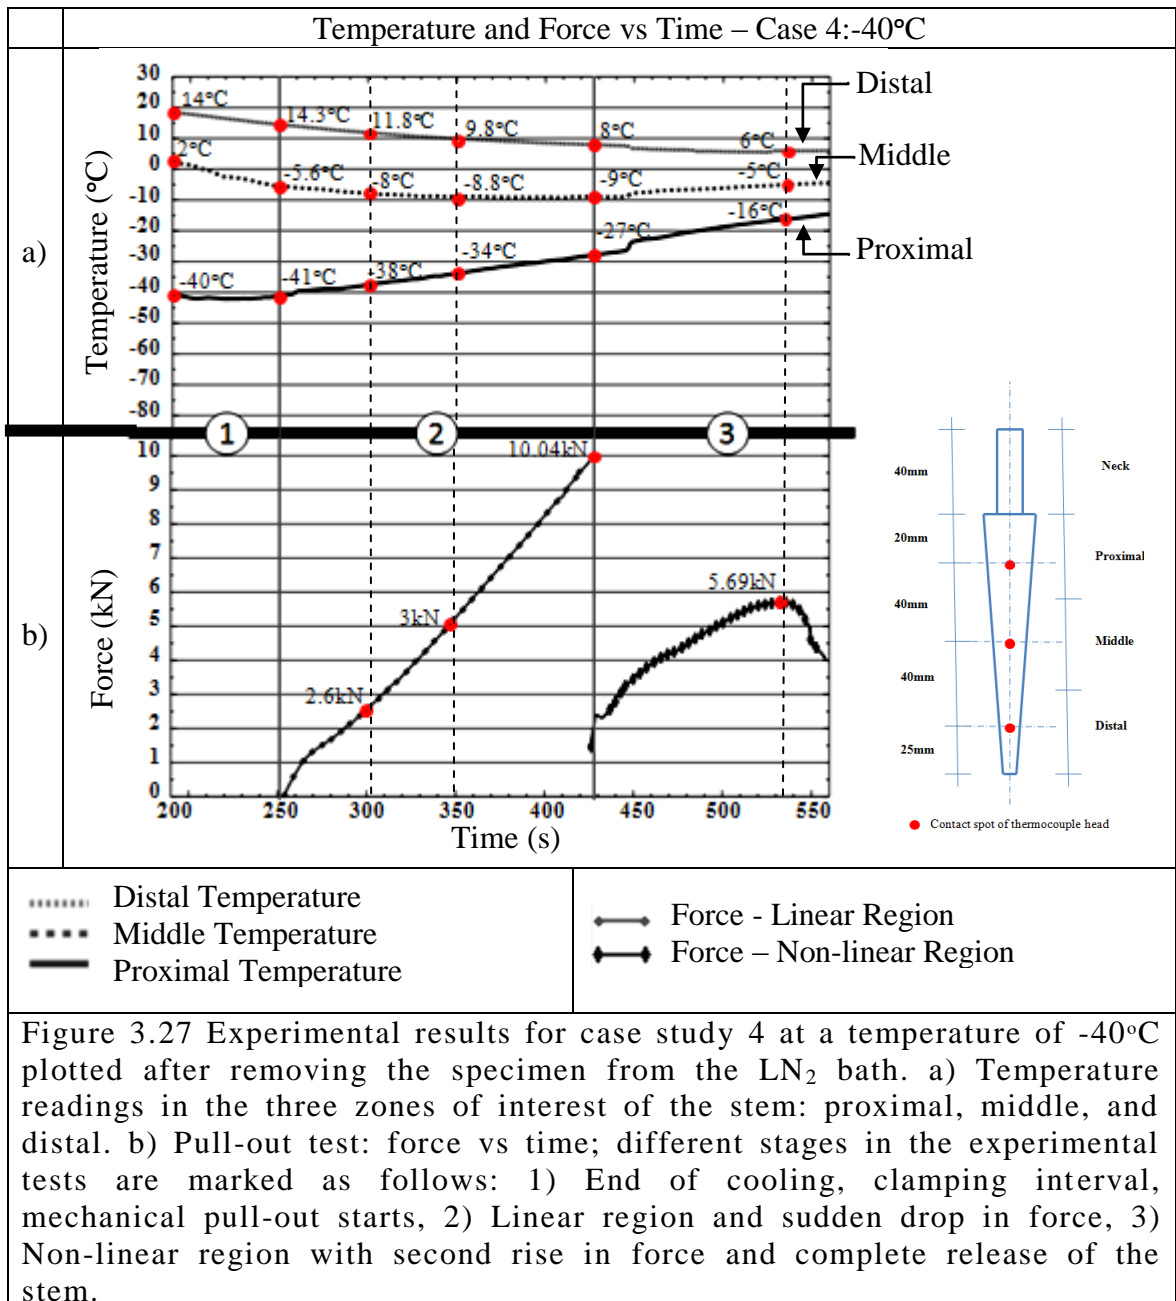 Temperature and Force vs Time – Case 4:-40°C
a)
Temperature (°C)
30
20
10
0
-10
-20
-30
-40
-50
-60
-70
-80
14°C
14.3°C
11.8°C
9.8°C
8°C
6°C
Distal
2°C
-5.6°C
-8°C
-8.8°C
-9°C
-5°C
Middle
-40°C
-41°C
-38°C
-34°C
-27°C
-16°C
Proximal
1
2
3
b)
Force (kN)
10
9
8
7
6
5
4
3
2
1
0
10.04kN
3kN
2.6kN
5.69kN
200 250 300 350 400 450 500 550
Time (s)
40mm
20mm
40mm
40mm
25mm
Neck
Proximal
Middle
Distal
Contact spot of thermocouple head
Distal Temperature
Middle Temperature
Proximal Temperature
Force - Linear Region
Force – Non-linear Region
Figure 3.27 Experimental results for case study 4 at a temperature of -40°C
plotted after removing the specimen from the LN₂ bath. a) Temperature
readings in the three zones of interest of the stem: proximal, middle, and
distal. b) Pull-out test: force vs time; different stages in the experimental
tests are marked as follows: 1) End of cooling, clamping interval,
mechanical pull-out starts, 2) Linear region and sudden drop in force, 3)
Non-linear region with second rise in force and complete release of the
stem.